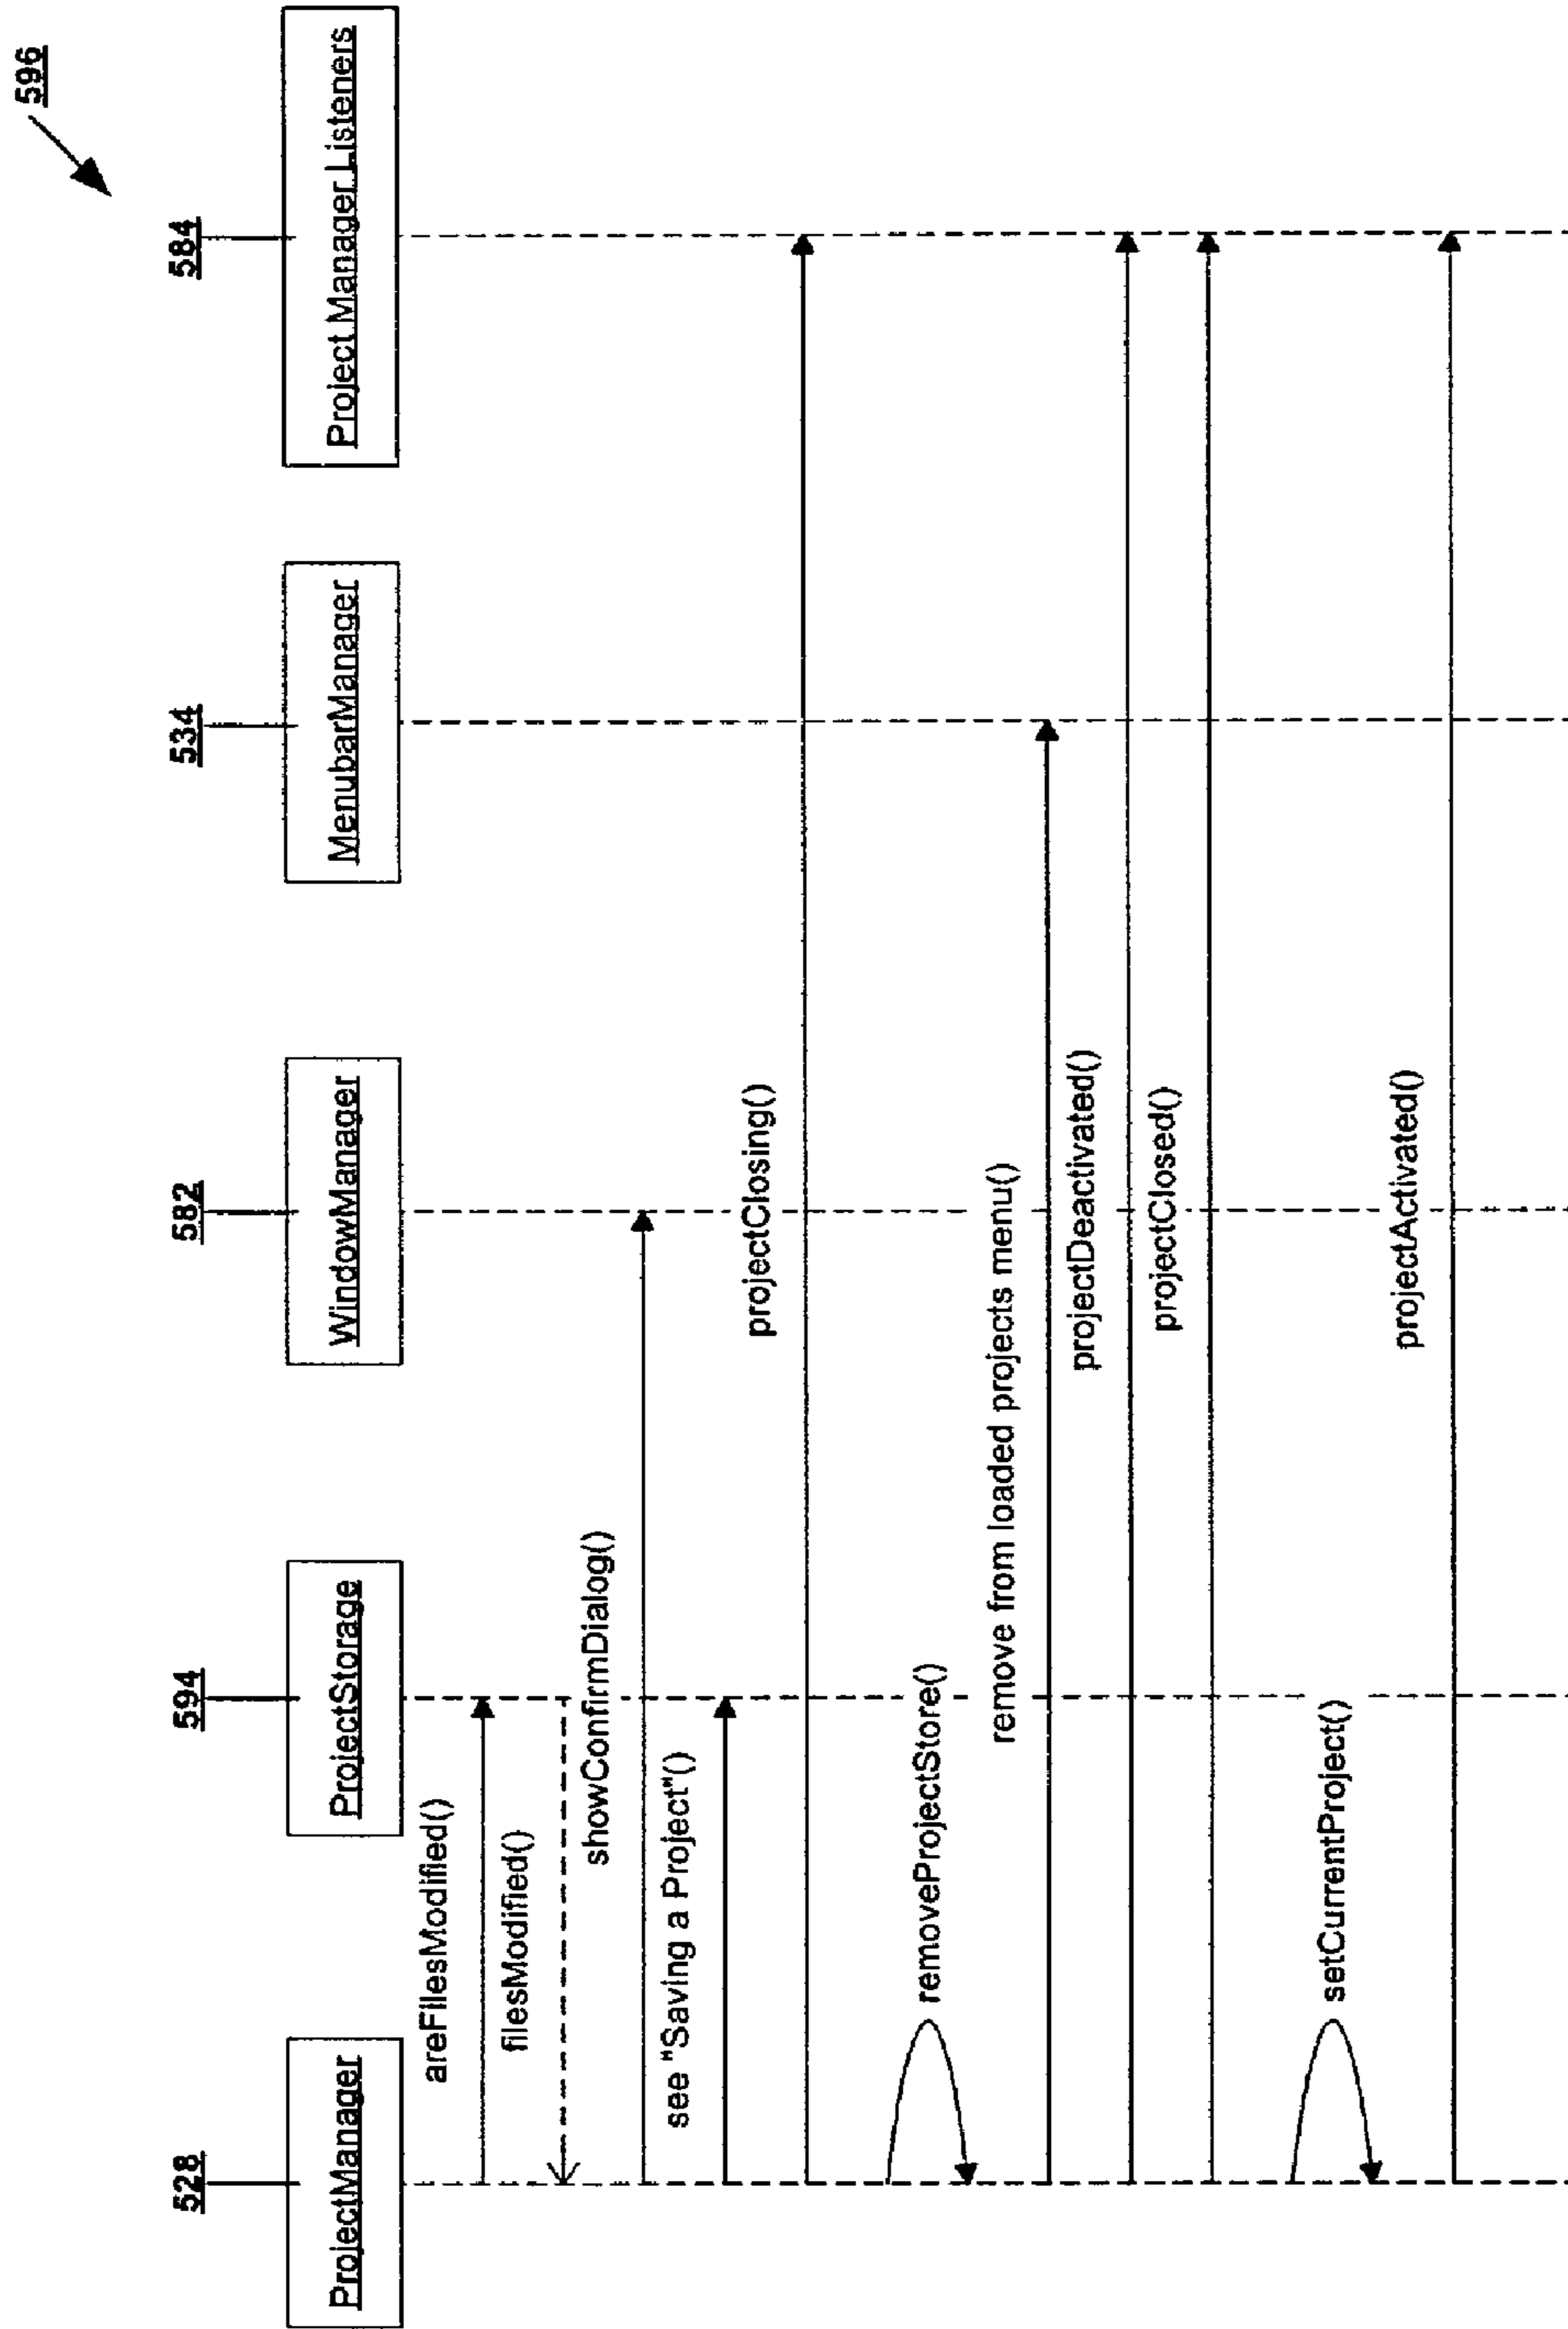 596
528
594
582
534
584
ProjectManager
ProjectStorage
WindowManager
MenubarManager
Project Manager Listeners
areFilesModified()
filesModified()
showConfirmDialog()
see "Saving a Project"()
projectClosing()
removeProjectStore()
remove from loaded projects menu()
projectDeactivated()
projectClosed()
setCurrentProject()
projectActivated()